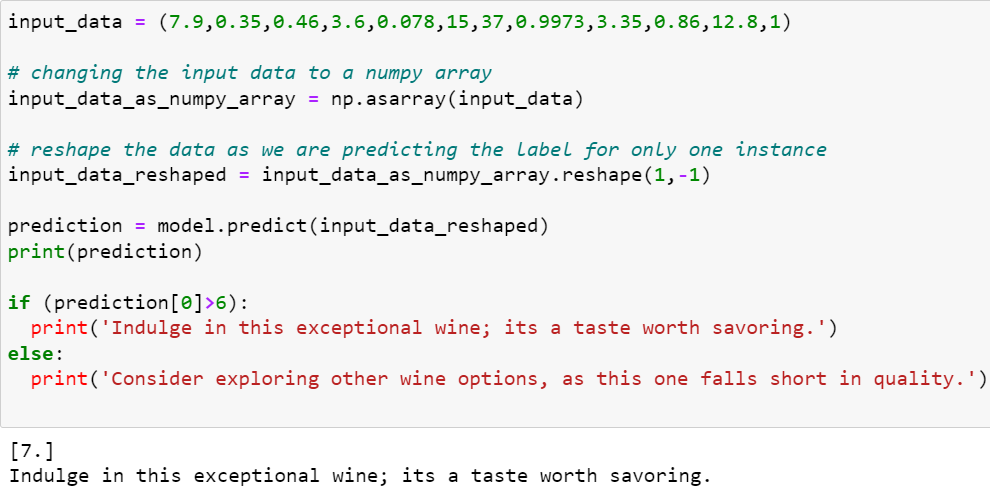 input_data = (7.9,0.35,0.46,3.6,0.078,15,37,0.9973,3.35,0.86,12.8,1)
# changing the input data to a numpy array
input_data_as_numpy_array = np.asarray(input_data)
# reshape the data as we are predicting the label for only one instance
input_data_reshaped = input_data_as_numpy_array.reshape(1,-1)
prediction = model.predict(input_data_reshaped)
print(prediction)
if (prediction[0]>6):
  print('Indulge in this exceptional wine; its a taste worth savoring.')
else:
  print('Consider exploring other wine options, as this one falls short in quality.')
[7.]
Indulge in this exceptional wine; its a taste worth savoring.